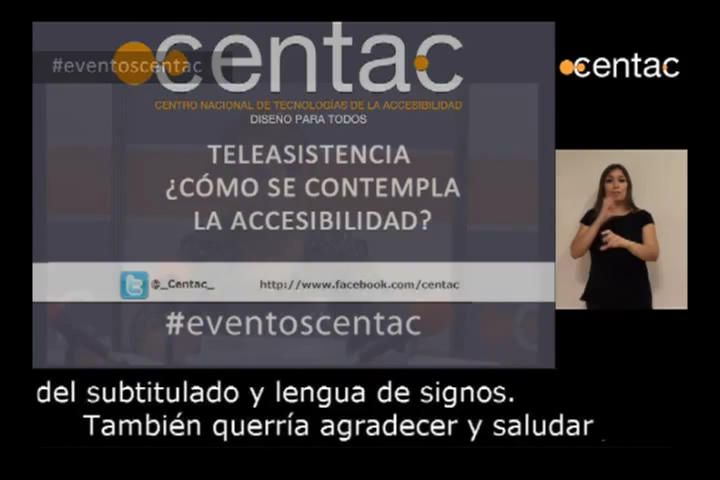 centac
#eventoscentac
CENTRO NACIONAL DE TECNOLOGÍAS DE LA ACCESIBILIDAD
DISEÑO PARA TODOS
TELEASISTENCIA
¿CÓMO SE CONTEMPLA
LA ACCESIBILIDAD?
@_Centac_ http://www.facebook.com/centac
#eventoscentac
centac
del subtitulado y lengua de signos.
También querría agradecer y saludar